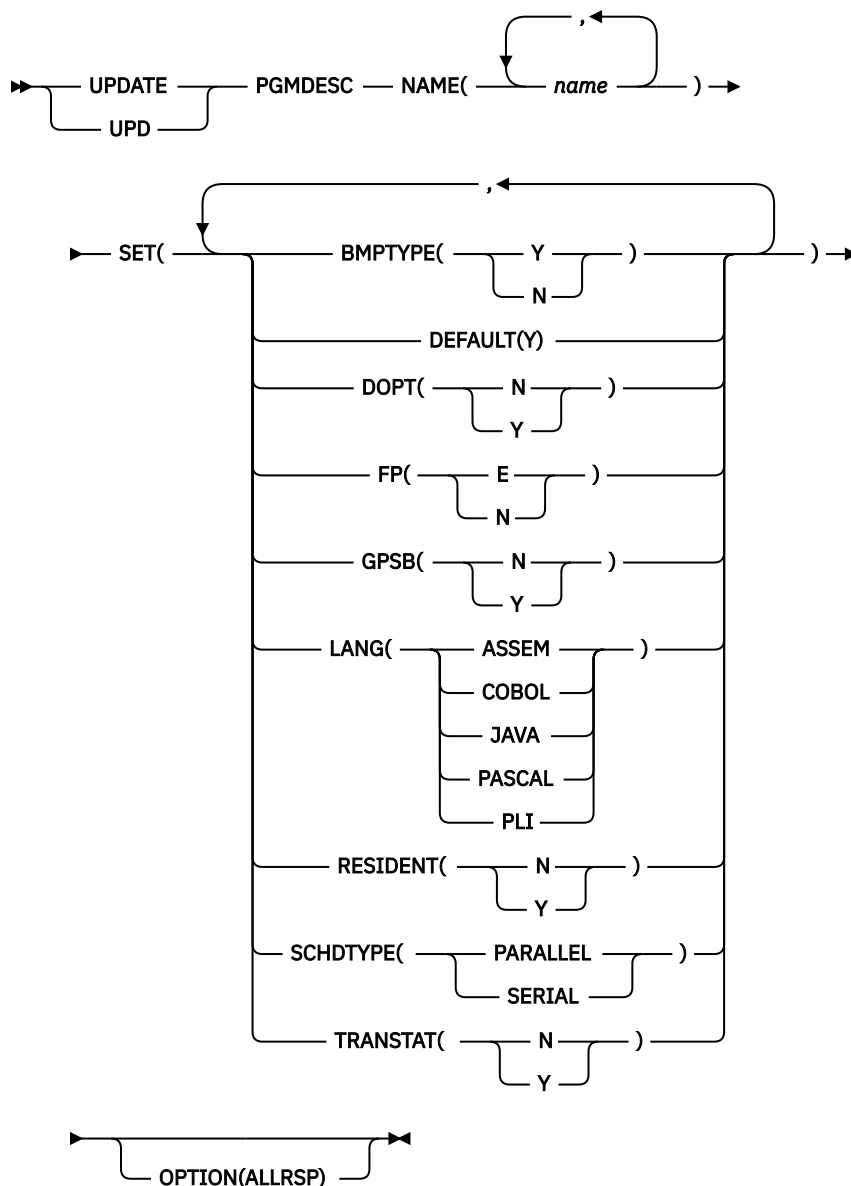 ,
UPDATE PGMDESC NAME( name )
UPD
,
SET( BMPTYPE( Y ) )
N
DEFAULT(Y)
DOPT( N )
Y
FP( E )
N
GPSB( N )
Y
LANG( ASSEM )
COBOL
JAVA
PASCAL
PLI
RESIDENT( N )
Y
SCHDTYPE( PARALLEL )
SERIAL
TRANSTAT( N )
Y
OPTION(ALLRSP)